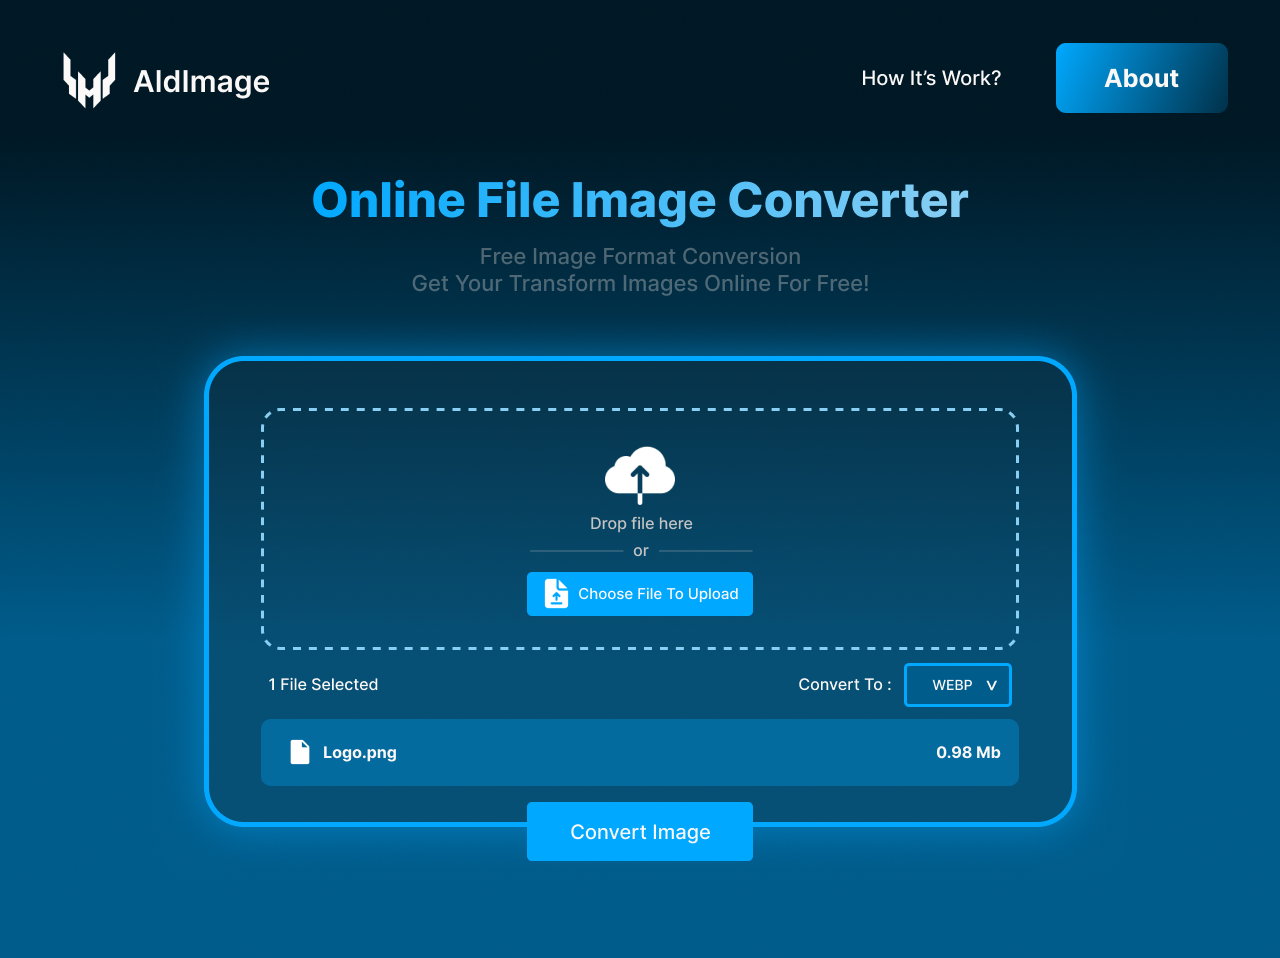 AldImage
How It’s Work?
About
Online File Image Converter
Free Image Format Conversion
Get Your Transform Images Online For Free!
Drop file here
or
Choose File To Upload
1 File Selected
Convert To :
WEBP
Logo.png
0.98 Mb
Convert Image